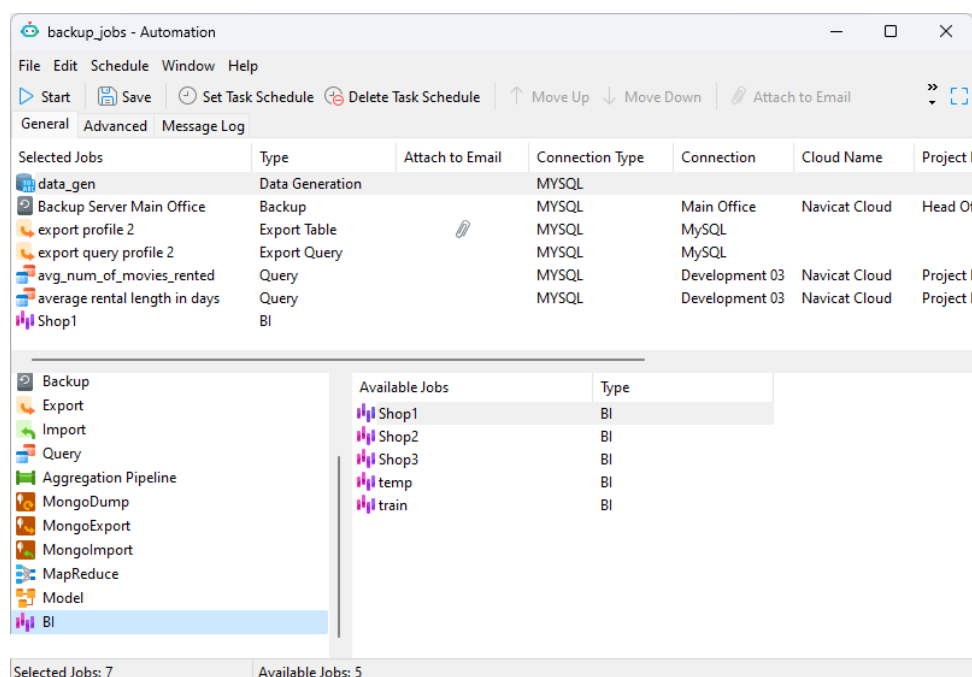 backup_jobs - Automation
File Edit Schedule Window Help
Start Save Set Task Schedule Delete Task Schedule Move Up Move Down Attach to Email
General Advanced Message Log
Selected Jobs Type Attach to Email Connection Type Connection Cloud Name Project
data_gen Data Generation MYSQL
Backup Server Main Office Backup MYSQL Main Office Navicat Cloud Head Of
export profile 2 Export Table MYSQL MySQL
export query profile 2 Export Query MYSQL MySQL
avg_num_of_movies_rented Query MYSQL Development 03 Navicat Cloud Project
average rental length in days Query MYSQL Development 03 Navicat Cloud Project
Shop1 BI
Backup
Export
Import
Query
Aggregation Pipeline
MongoDump
MongoExport
MongoImport
MapReduce
Model
BI
Available Jobs Type
Shop1 BI
Shop2 BI
Shop3 BI
temp BI
train BI
Selected Jobs: 7 Available Jobs: 5